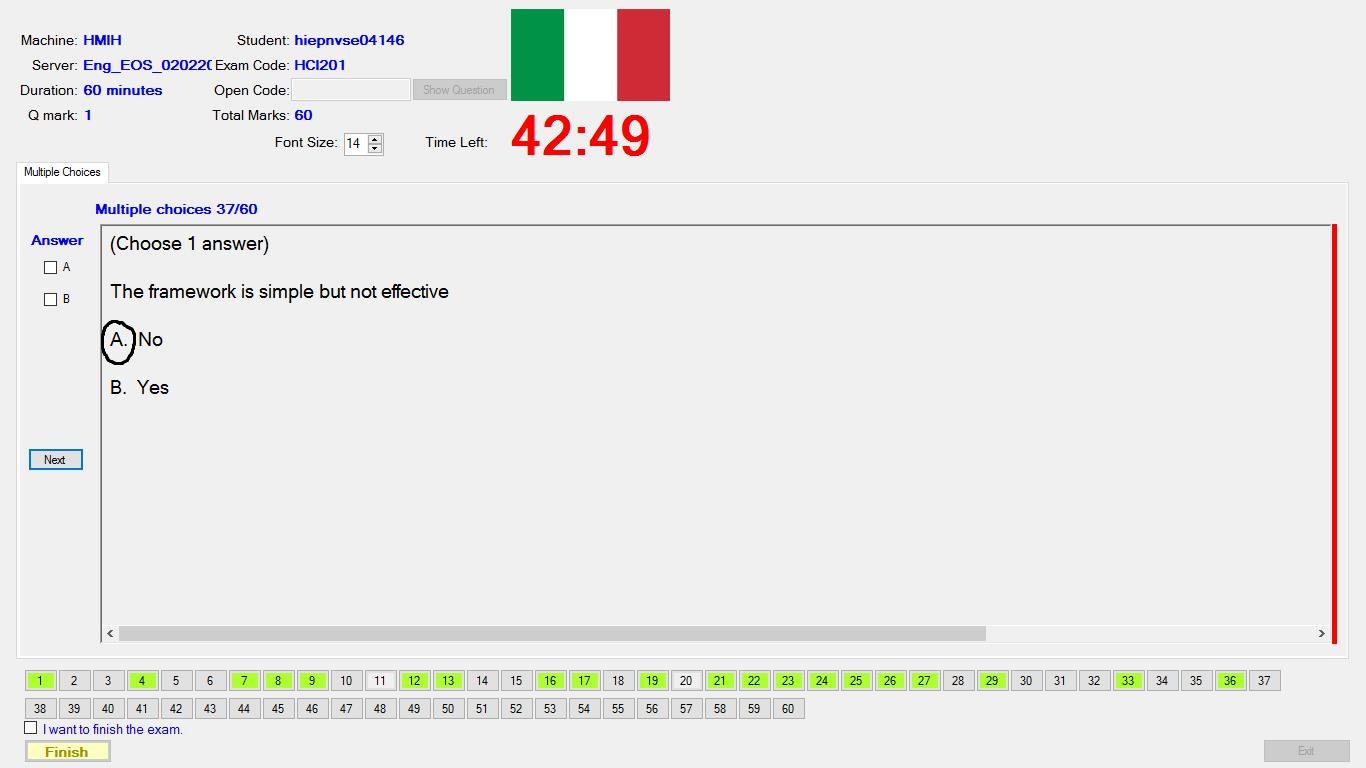 Machine: HMIH Student: hiepnvse04146
Server: Eng_EOS_020220 Exam Code: HCI201
Duration: 60 minutes Open Code: Show Question
Q mark: 1 Total Marks: 60
Font Size: 14 Time Left: 42:49
Multiple Choices
Multiple choices 37/60
Answer
(Choose 1 answer)
A
The framework is simple but not effective
B
A. No
B. Yes
Next
1 2 3 4 5 6 7 8 9 10 11 12 13 14 15 16 17 18 19 20 21 22 23 24 25 26 27 28 29 30 31 32 33 34 35 36 37
38 39 40 41 42 43 44 45 46 47 48 49 50 51 52 53 54 55 56 57 58 59 60
I want to finish the exam.
Finish Exit